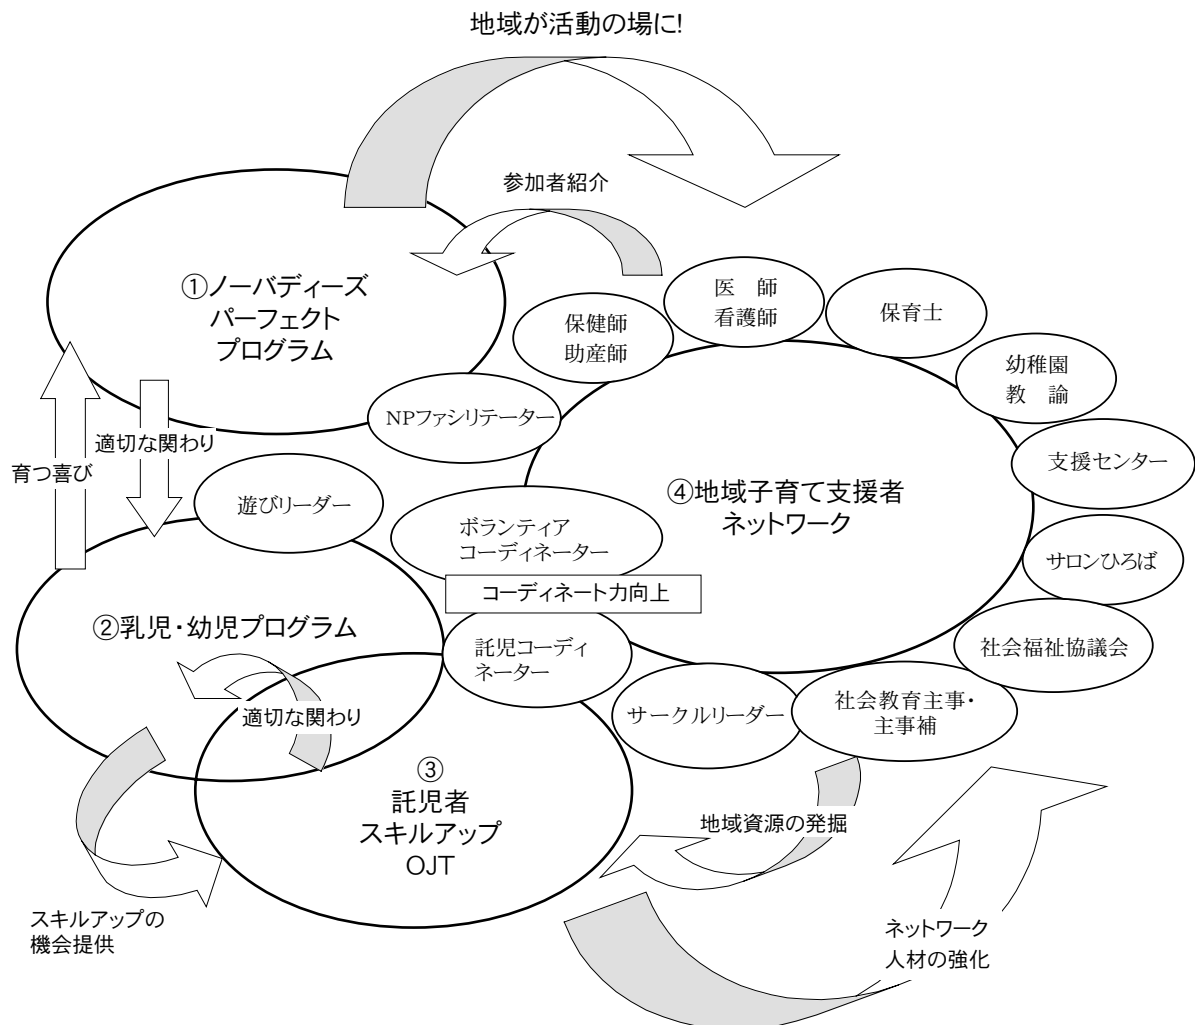 地域が活動の場に!
参加者紹介
①ノーバディーズ
パーフェクト
プログラム
保健師
助産師
医　師
看護師
保育士
幼稚園
教　諭
NPファシリテーター
支援センター
適切な関わり
育つ喜び
遊びリーダー
④地域子育て支援者
ネットワーク
ボランティア
コーディネーター
サロンひろば
コーディネート力向上
②乳児・幼児プログラム
託児コーディ
ネーター
社会福祉協議会
適切な関わり
サークルリーダー
社会教育主事・
主事補
③
託児者
スキルアップ
OJT
地域資源の発掘
スキルアップの
機会提供
ネットワーク
人材の強化